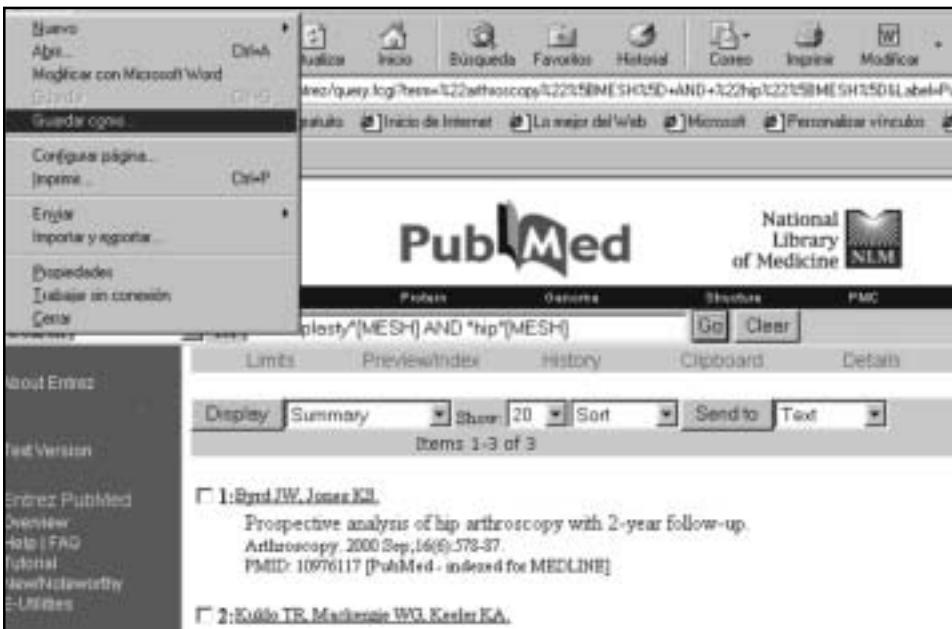 Nuevo
Abrir... Ctrl+A
Modificar con Microsoft Word
Guardar Ctrl+G
Guardar como...
Configurar página...
Imprimir... Ctrl+P
Enviar
Importar y exportar...
Propiedades
Trabajar sin conexión
Cerrar
Inicio Búsqueda Favoritos Historial Correo Imprimir Modificar
Inicio de Internet Lo mejor del Web Microsoft Personalizar vínculos
PubMed
National
Library
of Medicine NLM
Protein Genome Structure PMC
plasty"[MESH] AND "hip"[MESH] Go Clear
Limits Preview/Index History Clipboard Details
About Entrez
Display Summary Show: 20 Sort Send to Text
Items 1-3 of 3
Text Version
Entrez PubMed
Overview
Help | FAQ
Tutorial
New/Noteworthy
E-Utilities
1: Byrd JW, Jones KS.
Prospective analysis of hip arthroscopy with 2-year follow-up.
Arthroscopy. 2000 Sep;16(6):578-87.
PMID: 10976117 [PubMed - indexed for MEDLINE]
2: Kuklo TR, Mackenzie WG, Keeler KA.